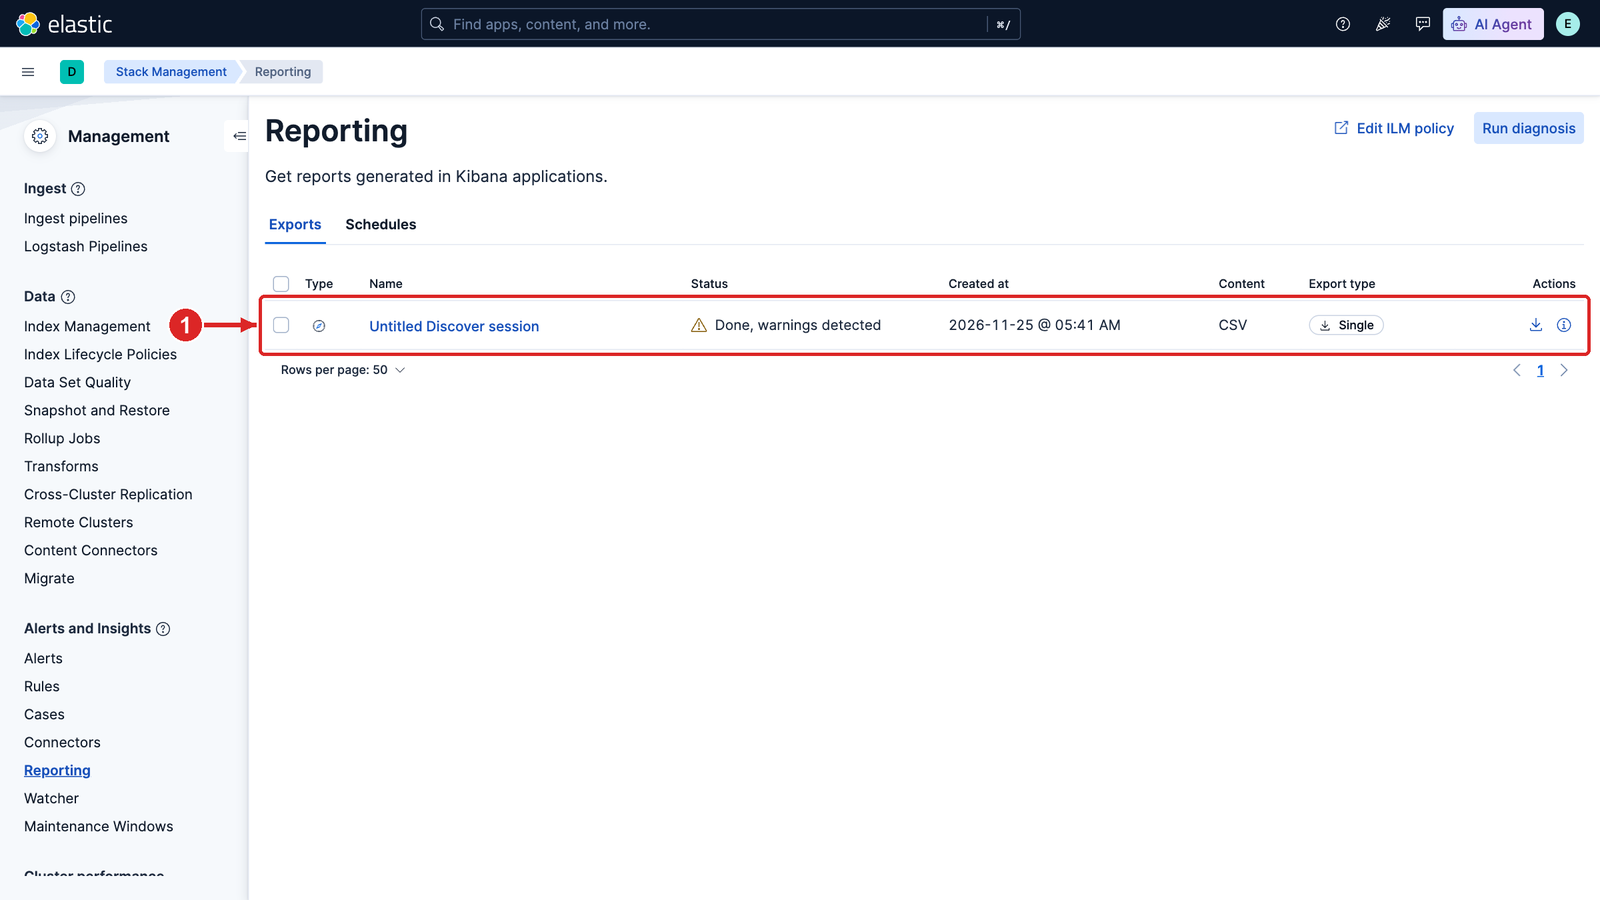 elastic
Find apps, content, and more.
⌘/
AI Agent
E
D
Stack Management
Reporting
Management
Ingest
Ingest pipelines
Logstash Pipelines
Data
Index Management
Index Lifecycle Policies
Data Set Quality
Snapshot and Restore
Rollup Jobs
Transforms
Cross-Cluster Replication
Remote Clusters
Content Connectors
Migrate
Alerts and Insights
Alerts
Rules
Cases
Connectors
Reporting
Watcher
Maintenance Windows
Cluster performance
Reporting
Edit ILM policy
Run diagnosis
Get reports generated in Kibana applications.
Exports
Schedules
Type Name Status Created at Content Export type Actions
1
Untitled Discover session Done, warnings detected 2026-11-25 @ 05:41 AM CSV Single
Rows per page: 50
1